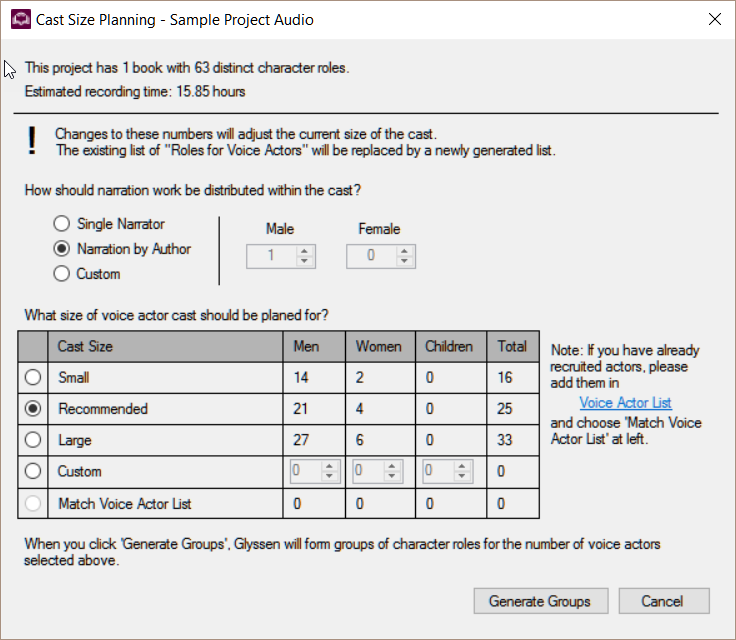 Cast Size Planning - Sample Project Audio
This project has 1 book with 63 distinct character roles.
Estimated recording time: 15.85 hours
! Changes to these numbers will adjust the current size of the cast.
The existing list of "Roles for Voice Actors" will be replaced by a newly generated list.
How should narration work be distributed within the cast?
Single Narrator
Narration by Author
Custom
Male Female
1 0
What size of voice actor cast should be planed for?
Cast Size Men Women Children Total
Small 14 2 0 16
Recommended 21 4 0 25
Large 27 6 0 33
Custom 0 0 0 0
Match Voice Actor List 0 0 0 0
Note: If you have already
recruited actors, please
add them in
Voice Actor List
and choose 'Match Voice
Actor List' at left.
When you click 'Generate Groups', Glyssen will form groups of character roles for the number of voice actors
selected above.
Generate Groups Cancel